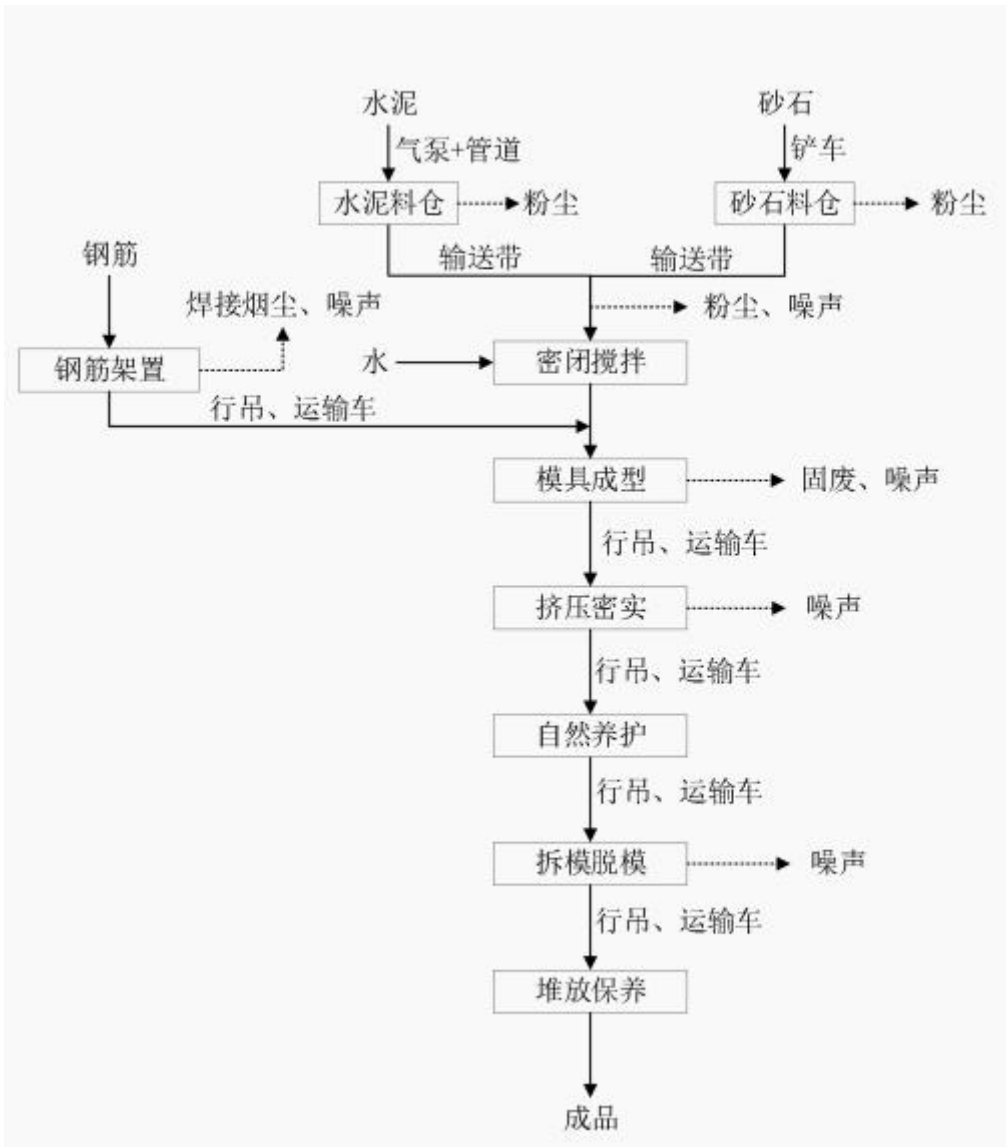 水泥
砂石
气泵+管道
铲车
水泥料仓
粉尘
砂石料仓
粉尘
钢筋
输送带
输送带
焊接烟尘、噪声
粉尘、噪声
钢筋架置
水
密闭搅拌
行吊、运输车
模具成型
固废、噪声
行吊、运输车
挤压密实
噪声
行吊、运输车
自然养护
行吊、运输车
拆模脱模
噪声
行吊、运输车
堆放保养
成品